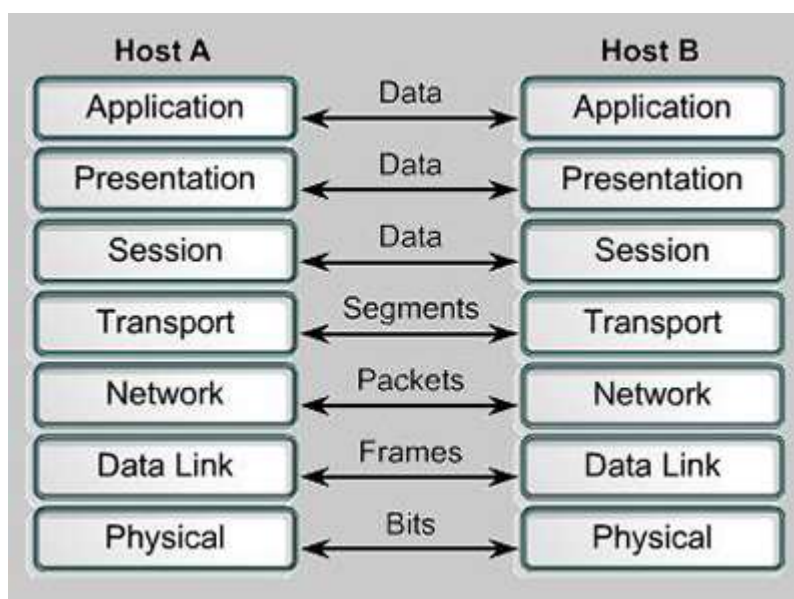 Host A Host B
Application Data Application
Presentation Data Presentation
Session Data Session
Transport Segments Transport
Network Packets Network
Data Link Frames Data Link
Physical Bits Physical